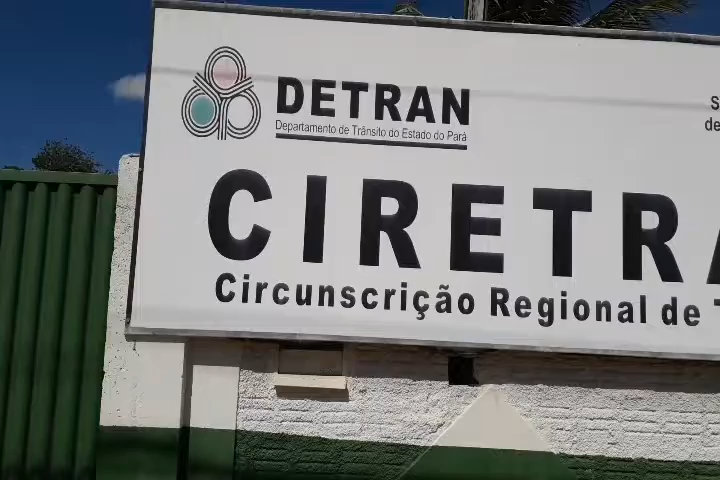 DETRAN
Departamento de Trânsito do Estado do Pará
CIRETRA
Circunscrição Regional de